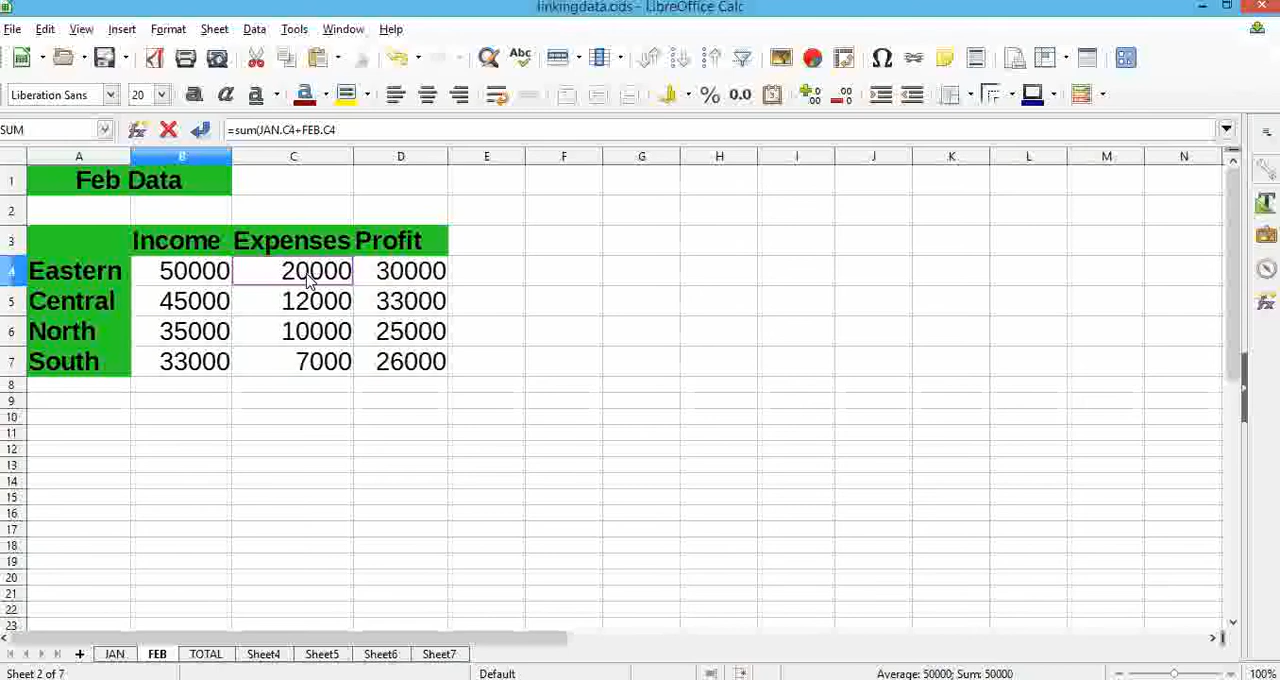 linkingdata.ods - LibreOffice Calc
File Edit View Insert Format Sheet Data Tools Window Help
Liberation Sans 20
SUM =sum(JAN.C4+FEB.C4
A B C D E F G H I J K L M N
1 Feb Data
2
3 Income Expenses Profit
4 Eastern 50000 20000 30000
5 Central 45000 12000 33000
6 North 35000 10000 25000
7 South 33000 7000 26000
8
9
10
11
12
13
14
15
16
17
18
19
20
21
22
23
JAN FEB TOTAL Sheet4 Sheet5 Sheet6 Sheet7
Sheet 2 of 7 Default Average: 50000; Sum: 50000 100%